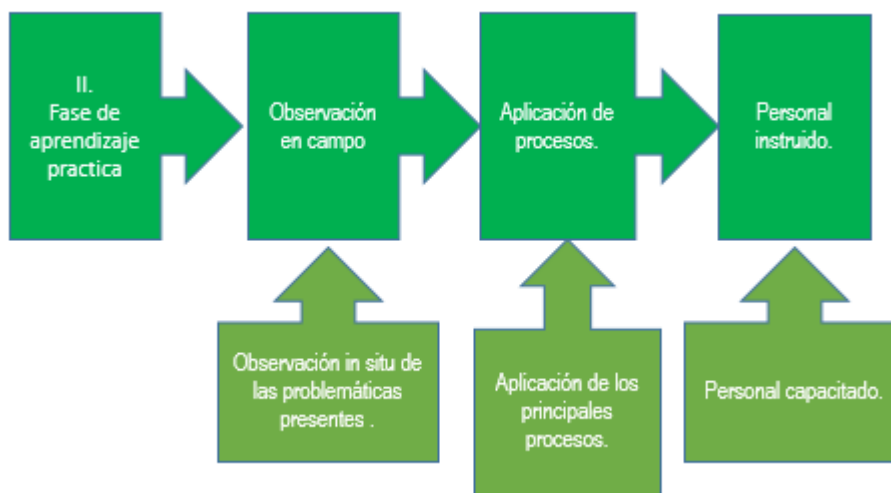 II.
Fase de
aprendizaje
practica
Observación
en campo
Aplicación de
procesos.
Personal
instruido.
Observación in situ de
las problemáticas
presentes .
Aplicación de los
principales
procesos.
Personal capacitado.